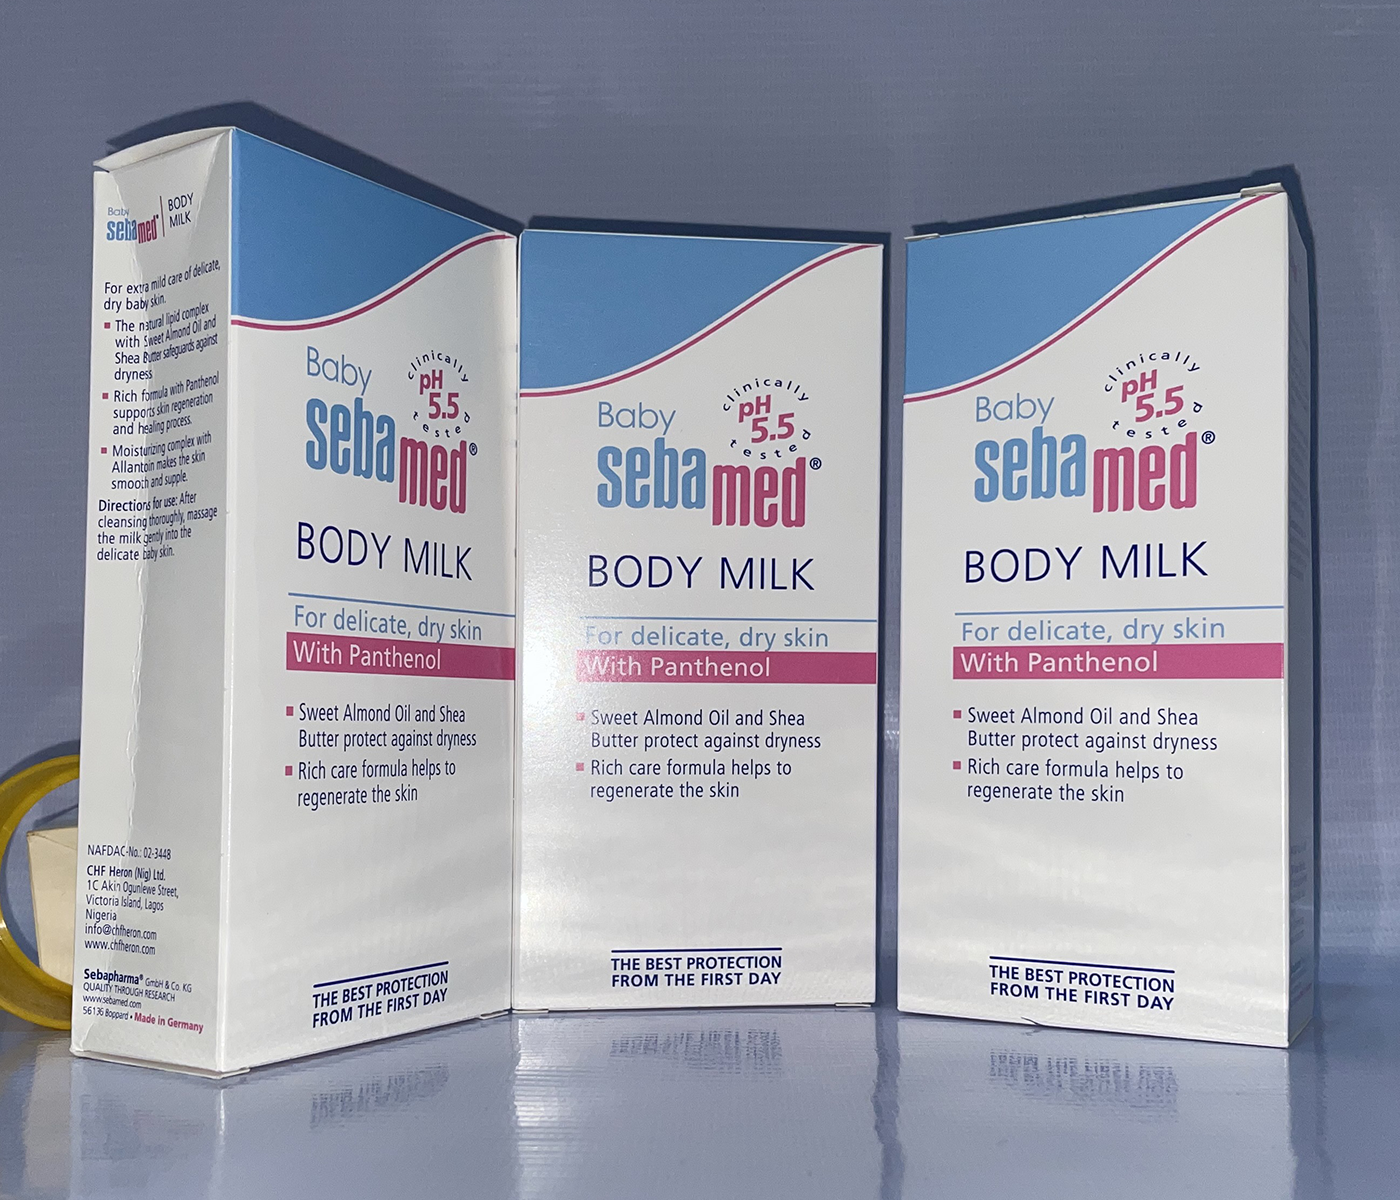 Baby
sebamed®
BODY
MILK
For extra mild care of delicate,
dry baby skin.
The natural lipid complex
with Sweet Almond Oil and
Shea Butter safeguards against
dryness
Rich formula with Panthenol
supports skin regeneration
and healing process.
Moisturizing complex with
Allantoin makes the skin
smooth and supple.
Directions for use: After
cleansing thoroughly, massage
the milk gently into the
delicate baby skin.
NAFDAC-No.: 02-3448
CHF Heron (Nig) Ltd.
1C Akin Ogunlewe Street,
Victoria Island, Lagos
Nigeria
info@chfheron.com
www.chfheron.com
Sebapharma® GmbH & Co. KG
QUALITY THROUGH RESEARCH
www.sebamed.com
56136 Boppard • Made in Germany
Baby
sebamed®
clinically
pH
5.5
tested
BODY MILK
For delicate, dry skin
With Panthenol
Sweet Almond Oil and Shea
Butter protect against dryness
Rich care formula helps to
regenerate the skin
THE BEST PROTECTION
FROM THE FIRST DAY
Baby
sebamed®
clinically
pH
5.5
tested
BODY MILK
For delicate, dry skin
With Panthenol
Sweet Almond Oil and Shea
Butter protect against dryness
Rich care formula helps to
regenerate the skin
THE BEST PROTECTION
FROM THE FIRST DAY
Baby
sebamed®
clinically
pH
5.5
tested
BODY MILK
For delicate, dry skin
With Panthenol
Sweet Almond Oil and Shea
Butter protect against dryness
Rich care formula helps to
regenerate the skin
THE BEST PROTECTION
FROM THE FIRST DAY